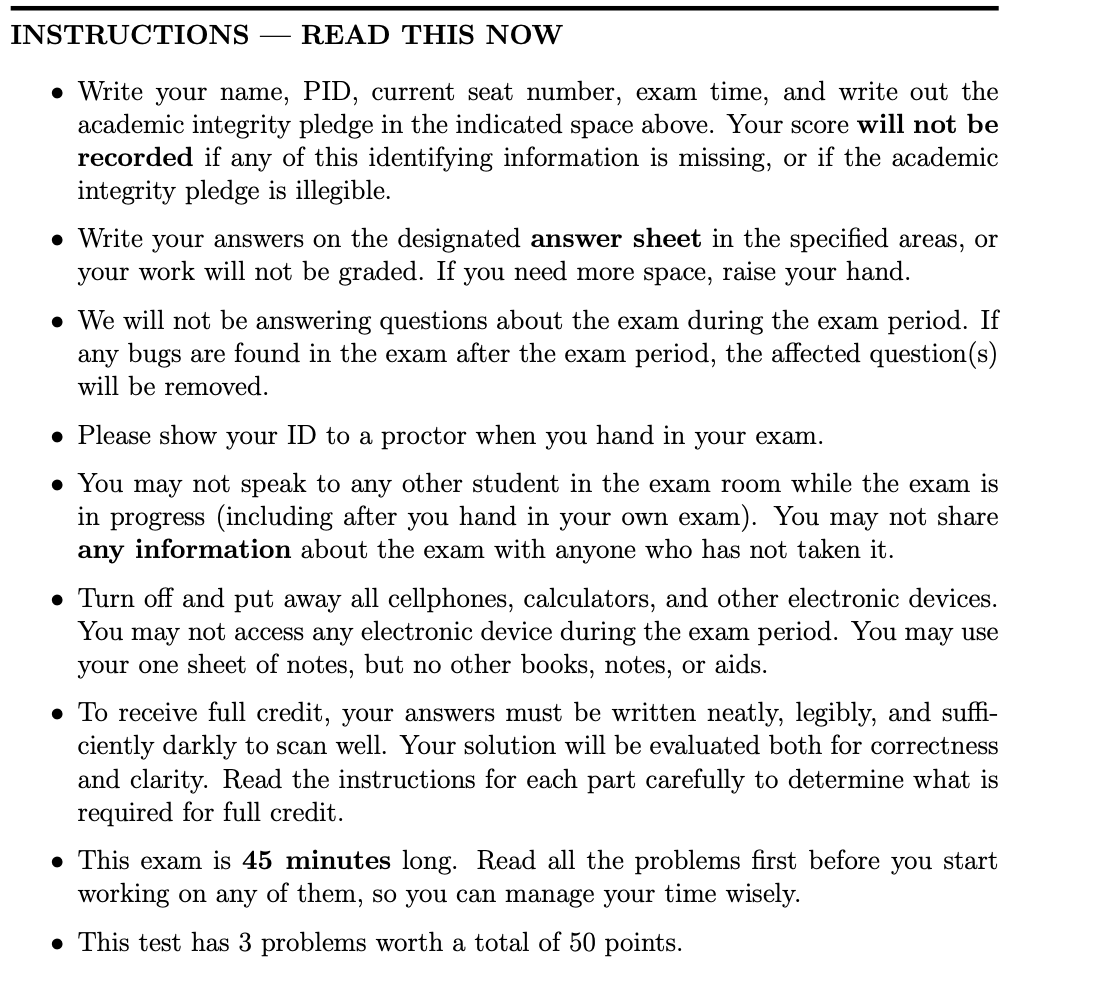 INSTRUCTIONS — READ THIS NOW
• Write your name, PID, current seat number, exam time, and write out the
academic integrity pledge in the indicated space above. Your score will not be
recorded if any of this identifying information is missing, or if the academic
integrity pledge is illegible.
• Write your answers on the designated answer sheet in the specified areas, or
your work will not be graded. If you need more space, raise your hand.
• We will not be answering questions about the exam during the exam period. If
any bugs are found in the exam after the exam period, the affected question(s)
will be removed.
• Please show your ID to a proctor when you hand in your exam.
• You may not speak to any other student in the exam room while the exam is
in progress (including after you hand in your own exam). You may not share
any information about the exam with anyone who has not taken it.
• Turn off and put away all cellphones, calculators, and other electronic devices.
You may not access any electronic device during the exam period. You may use
your one sheet of notes, but no other books, notes, or aids.
• To receive full credit, your answers must be written neatly, legibly, and suffi-
ciently darkly to scan well. Your solution will be evaluated both for correctness
and clarity. Read the instructions for each part carefully to determine what is
required for full credit.
• This exam is 45 minutes long. Read all the problems first before you start
working on any of them, so you can manage your time wisely.
• This test has 3 problems worth a total of 50 points.